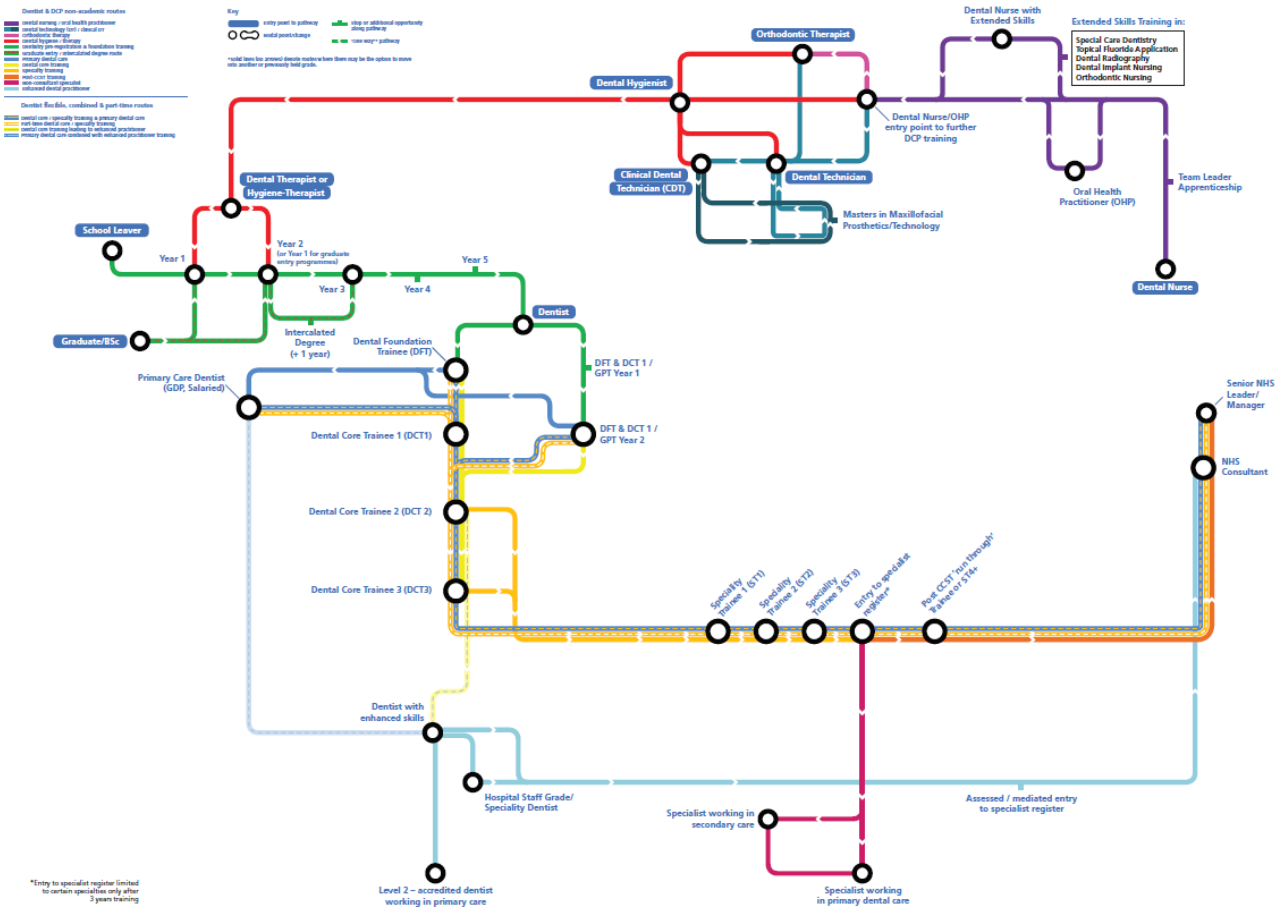 Dentist & DCP non-academic routes
dental nursing / oral health practitioner
orthodontic therapy
dental hygiene / therapy
dentistry pre-registration & foundation training
graduate entry / intercalated degree route
primary dental care
dental core training
specialty training
post-CCST training
non-consultant specialist
enhanced dental practitioner
Dentist flexible, combined & part-time routes
dental core / specialty training & primary dental care
part-time dental core / specialty training
dental core training leading to enhanced practitioner
primary dental care combined with enhanced practitioner training
Key
entry point to pathway
stop or additional opportunity
along pathway
"one way"* pathway
Orthodontic Therapist
Dental Nurse with
Extended Skills
Extended Skills Training in:
Special Care Dentistry
Topical Fluoride Application
Dental Radiography
Dental Implant Nursing
Orthodontic Nursing
Dental Hygienist
Dental Nurse/OHP
entry point to further
DCP training
Clinical Dental
Technician (CDT)
Dental Technician
Oral Health
Practitioner (OHP)
Team Leader
Apprenticeship
Masters in Maxillofacial
Prosthetics/Technology
Dental Nurse
Dental Therapist or
Hygiene-Therapist
School Leaver
Year 1
Year 2
(or Year 1 for graduate
entry programmes)
Year 3
Year 4
Year 5
Graduate/BSc
Intercalated
Degree
(+ 1 year)
Dentist
Dental Foundation
Trainee (DFT)
DFT & DCT 1 /
GPT Year 1
Primary Care Dentist
(GDP, Salaried)
Dental Core Trainee 1 (DCT1)
DFT & DCT 1 /
GPT Year 2
Senior NHS
Leader/
Manager
NHS
Consultant
Dental Core Trainee 2 (DCT 2)
Dental Core Trainee 3 (DCT3)
Speciality
Trainee 1 (ST1)
Speciality
Trainee 2 (ST2)
Speciality
Trainee 3 (ST3)
Entry to specialist
register*
Post CCST 'run through'
Trainee or ST4+
Dentist with
enhanced skills
Hospital Staff Grade/
Speciality Dentist
Assessed / mediated entry
to specialist register
Specialist working in
secondary care
Level 2 – accredited dentist
working in primary care
Specialist working
in primary dental care
*Entry to specialist register limited
to certain specialties only after
3 years training